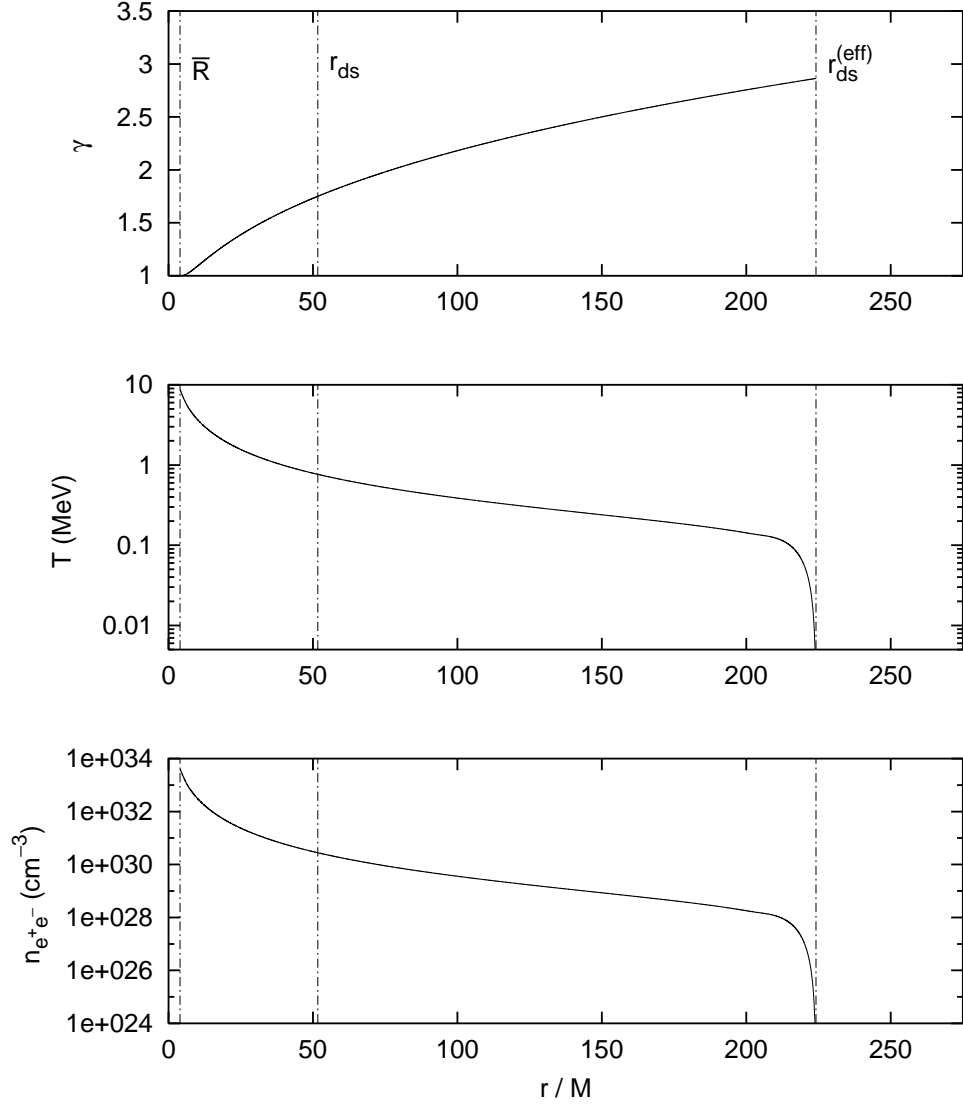 3.5
3
2.5
2
1.5
1
γ
R̅
r_ds
r_ds^(eff)
0 50 100 150 200 250
10
1
0.1
0.01
T (MeV)
0 50 100 150 200 250
1e+034
1e+032
1e+030
1e+028
1e+026
1e+024
n_e⁺e⁻ (cm⁻³)
0 50 100 150 200 250
r / M